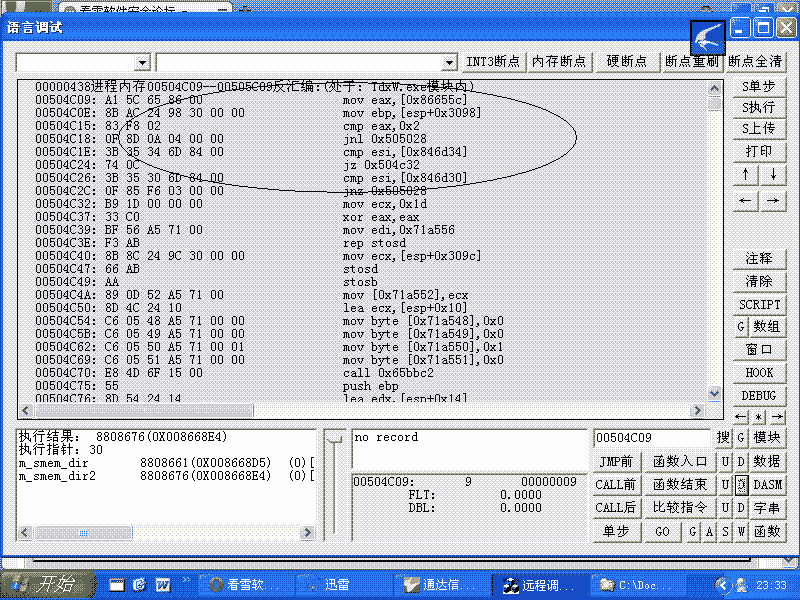 看雪软件安全论坛
语言调试
INT3断点 内存断点 硬断点 断点重刷 断点全清
00000438进程内存00504C09--00505C09反汇编:(处于: TdxW.exe模块内)
00504C09: A1 5C 65 86 00 mov eax,[0x86655c]
00504C0E: 8B AC 24 98 30 00 00 mov ebp,[esp+0x3098]
00504C15: 83 F8 02 cmp eax,0x2
00504C18: 0F 8D 0A 04 00 00 jnl 0x505028
00504C1E: 3B 35 34 6D 84 00 cmp esi,[0x846d34]
00504C24: 74 0C jz 0x504c32
00504C26: 3B 35 30 6D 84 00 cmp esi,[0x846d30]
00504C2C: 0F 85 F6 03 00 00 jnz 0x505028
00504C32: B9 1D 00 00 00 mov ecx,0x1d
00504C37: 33 C0 xor eax,eax
00504C39: BF 56 A5 71 00 mov edi,0x71a556
00504C3E: F3 AB rep stosd
00504C40: 8B 8C 24 9C 30 00 00 mov ecx,[esp+0x309c]
00504C47: 66 AB stosd
00504C49: AA stosb
00504C4A: 89 0D 52 A5 71 00 mov [0x71a552],ecx
00504C50: 8D 4C 24 10 lea ecx,[esp+0x10]
00504C54: C6 05 48 A5 71 00 00 mov byte [0x71a548],0x0
00504C5B: C6 05 49 A5 71 00 00 mov byte [0x71a549],0x0
00504C62: C6 05 50 A5 71 00 01 mov byte [0x71a550],0x1
00504C69: C6 05 51 A5 71 00 00 mov byte [0x71a551],0x0
00504C70: E8 4D 6F 15 00 call 0x65bbc2
00504C75: 55 push ebp
00504C76: 8D 54 24 14 lea edx,[esp+0x14]
S单步
S执行
S上传
打印
↑ ↓
← →
注释
清除
SCRIPT
G 数组
窗口
HOOK
DEBUG
← * →
执行结果: 8808676(0X008668E4)
执行指针: 30
m_smem_dir 8808661(0X008668D5) (0)[
m_smem_dir2 8808676(0X008668E4) (0)[
no record
00504C09: 9 00000009
FLT: 0.0000
DBL: 0.0000
00504C09 搜 G 模块
JMP前 函数入口 U D 数据
CALL前 函数结束 U D DASM
CALL后 比较指令 U D 字串
单步 GO G A S W 函数
开始 看雪软... 迅雷 通达信... 远程调... C:\Doc... 23:33